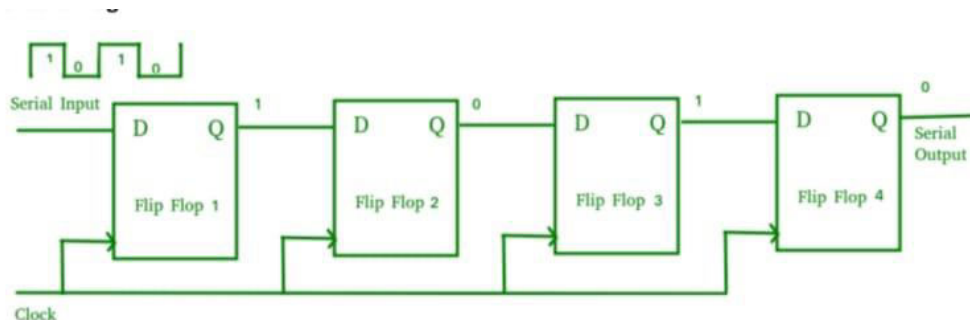 1 0 1 0
Serial Input
1
0
1
0
D Q
D Q
D Q
D Q
Serial
Output
Flip Flop 1
Flip Flop 2
Flip Flop 3
Flip Flop 4
Clock